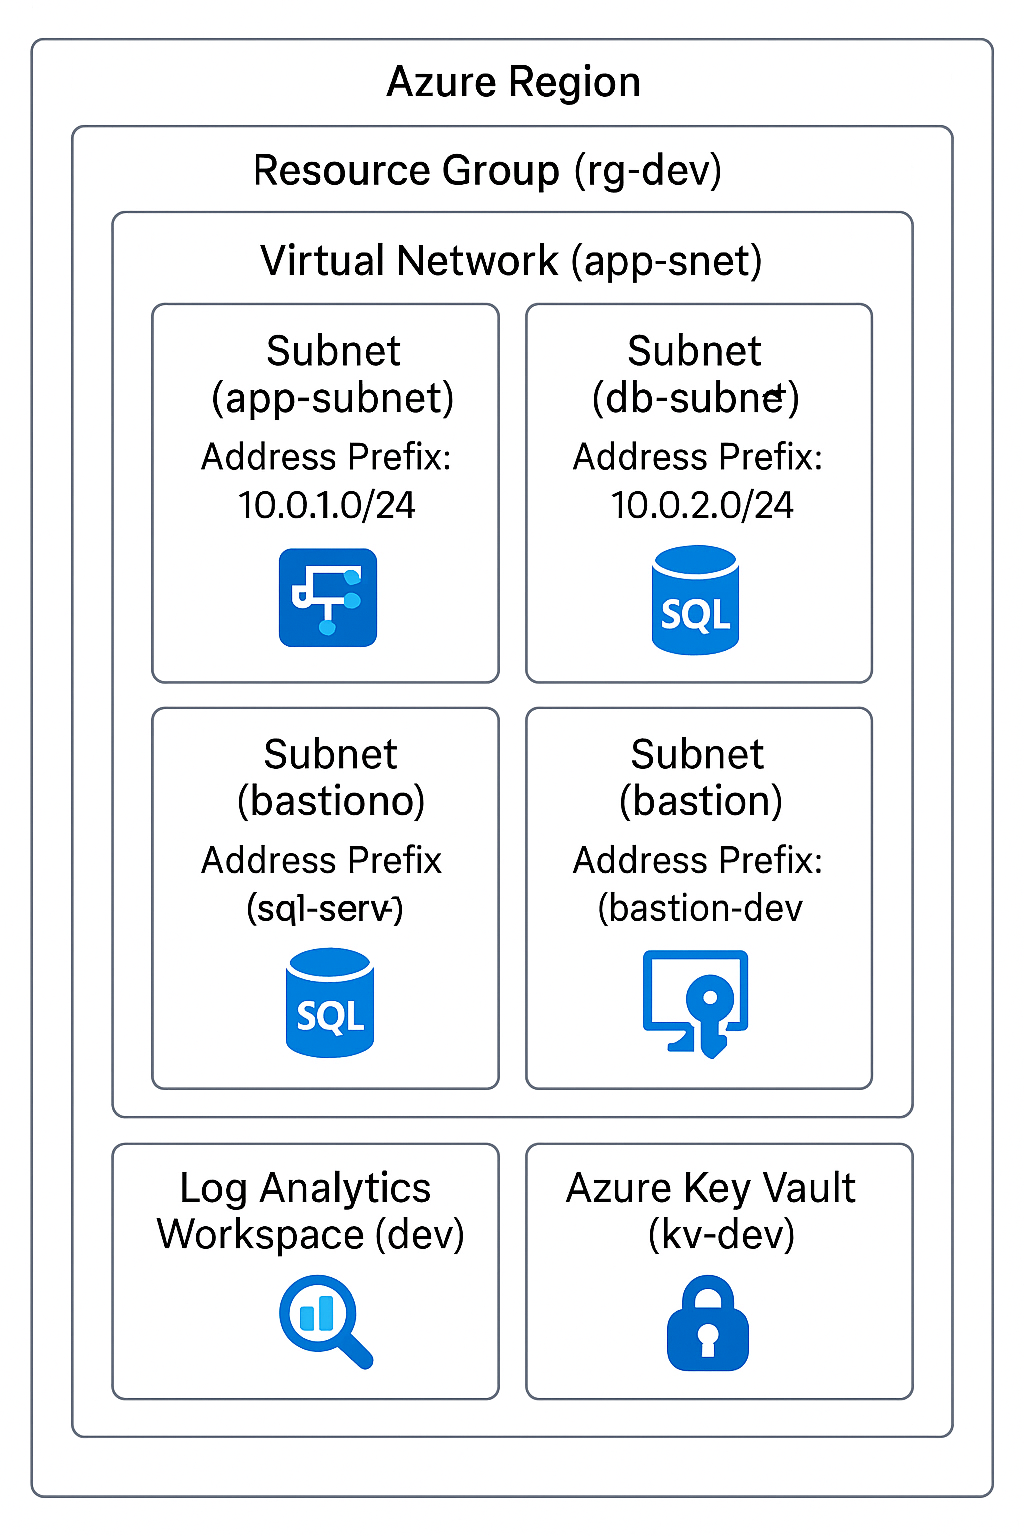 Azure Region
Resource Group (rg-dev)
Virtual Network (app-snet)
Subnet
(app-subnet)
Address Prefix:
10.0.1.0/24
Subnet
(db-subnet)
Address Prefix:
10.0.2.0/24
SQL
Subnet
(bastiono)
Address Prefix
(sql-serv-)
SQL
Subnet
(bastion)
Address Prefix:
(bastion-dev
Log Analytics
Workspace (dev)
Azure Key Vault
(kv-dev)